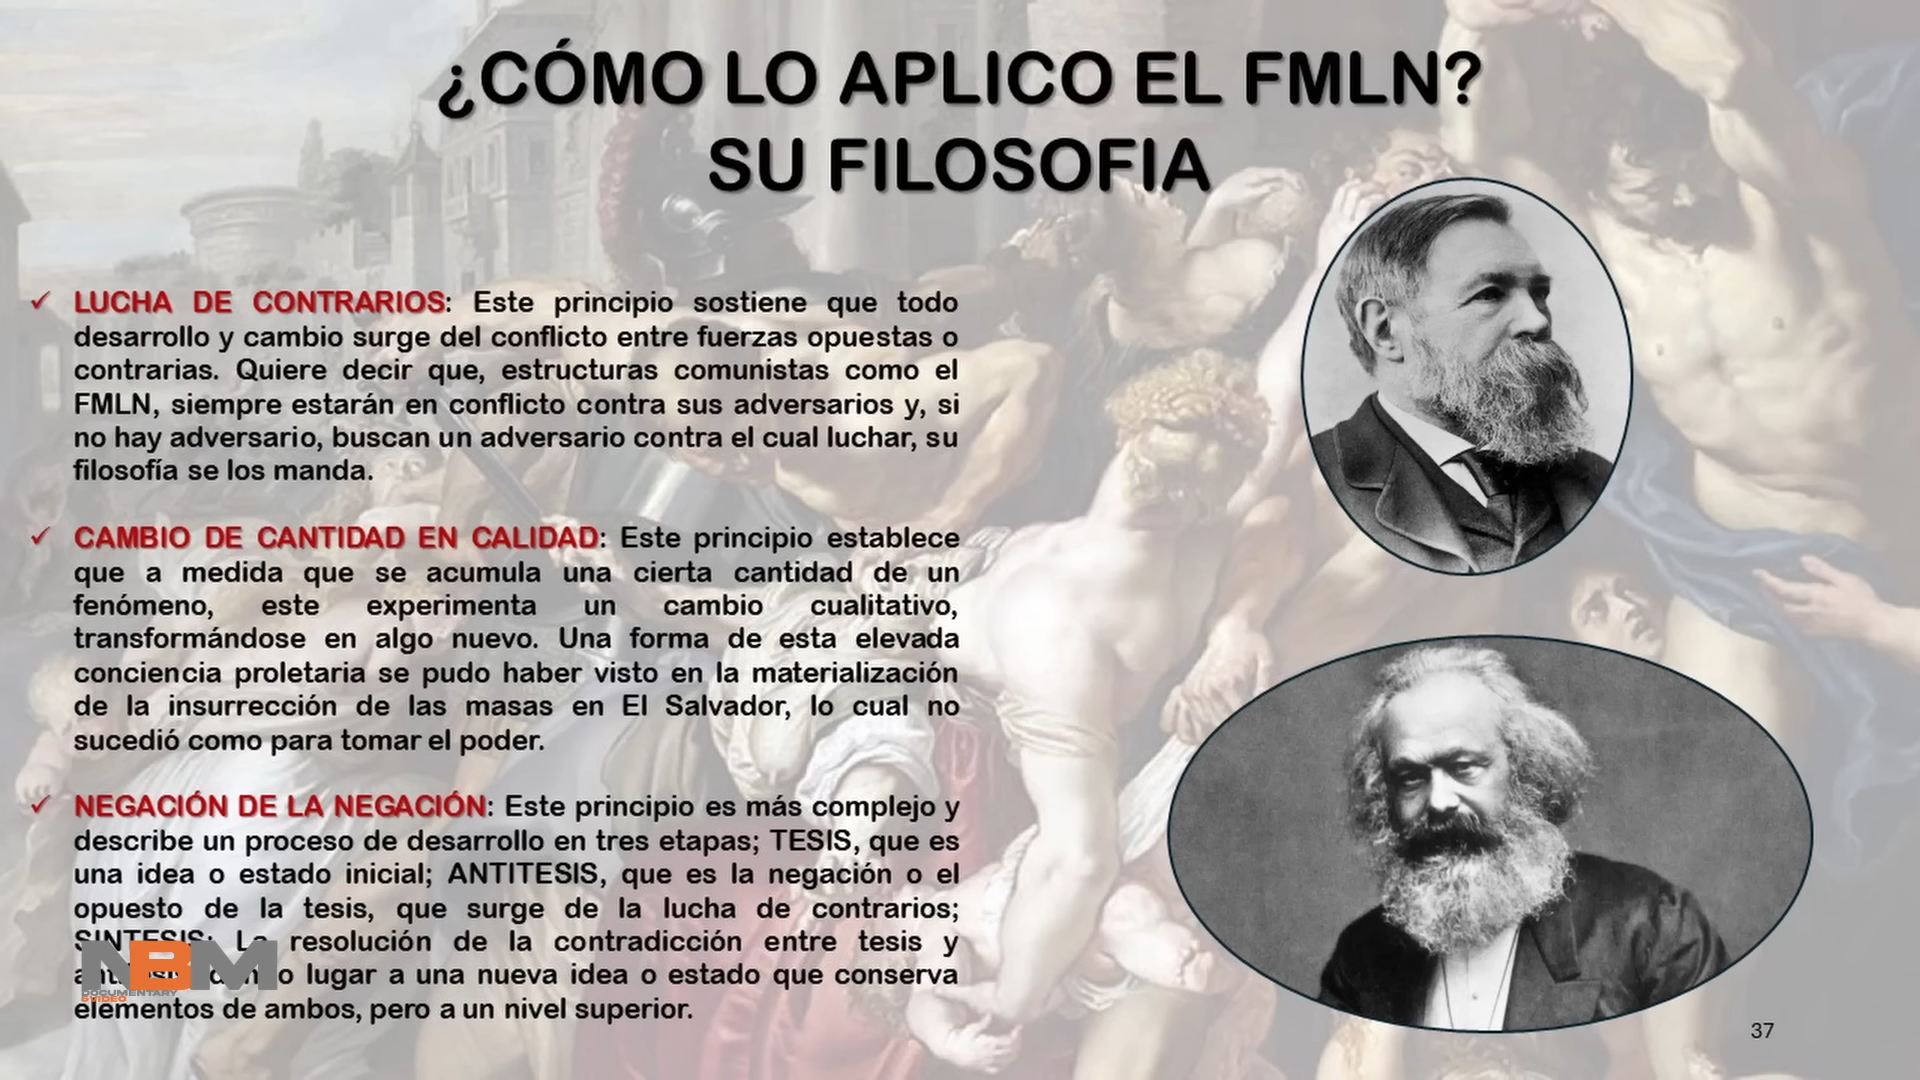 ¿CÓMO LO APLICO EL FMLN?
SU FILOSOFIA
✓ LUCHA DE CONTRARIOS: Este principio sostiene que todo
desarrollo y cambio surge del conflicto entre fuerzas opuestas o
contrarias. Quiere decir que, estructuras comunistas como el
FMLN, siempre estarán en conflicto contra sus adversarios y, si
no hay adversario, buscan un adversario contra el cual luchar, su
filosofía se los manda.
✓ CAMBIO DE CANTIDAD EN CALIDAD: Este principio establece
que a medida que se acumula una cierta cantidad de un
fenómeno, este experimenta un cambio cualitativo,
transformándose en algo nuevo. Una forma de esta elevada
conciencia proletaria se pudo haber visto en la materialización
de la insurrección de las masas en El Salvador, lo cual no
sucedió como para tomar el poder.
✓ NEGACIÓN DE LA NEGACIÓN: Este principio es más complejo y
describe un proceso de desarrollo en tres etapas; TESIS, que es
una idea o estado inicial; ANTITESIS, que es la negación o el
opuesto de la tesis, que surge de la lucha de contrarios;
SINTESIS: La resolución de la contradicción entre tesis y
lugar a una nueva idea o estado que conserva
elementos de ambos, pero a un nivel superior.
NBM
DOCUMENTARY
&VIDEO
37